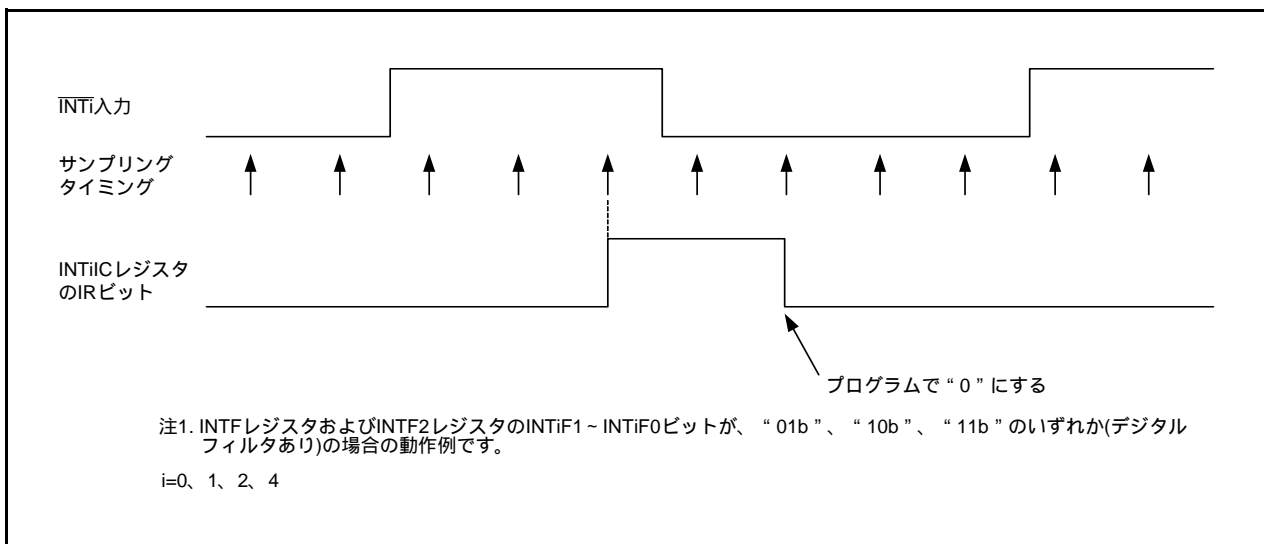 INTi入力
サンプリング
タイミング
INTiICレジスタ
のIRビット
プログラムで“0”にする
注1. INTFレジスタおよびINTF2レジスタのINTiF1~INTiF0ビットが、“01b”、“10b”、“11b”のいずれか(デジタル
フィルタあり)の場合の動作例です。
i=0、1、2、4